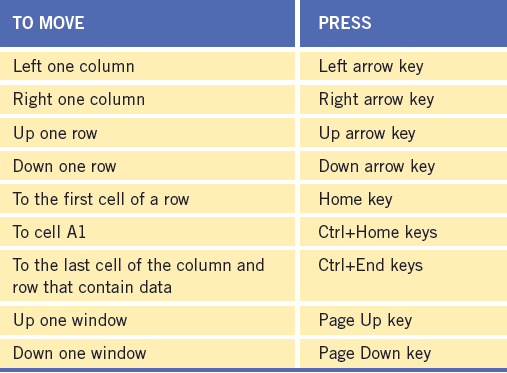 TO MOVE PRESS
Left one column Left arrow key
Right one column Right arrow key
Up one row Up arrow key
Down one row Down arrow key
To the first cell of a row Home key
To cell A1 Ctrl+Home keys
To the last cell of the column and Ctrl+End keys
row that contain data
Up one window Page Up key
Down one window Page Down key